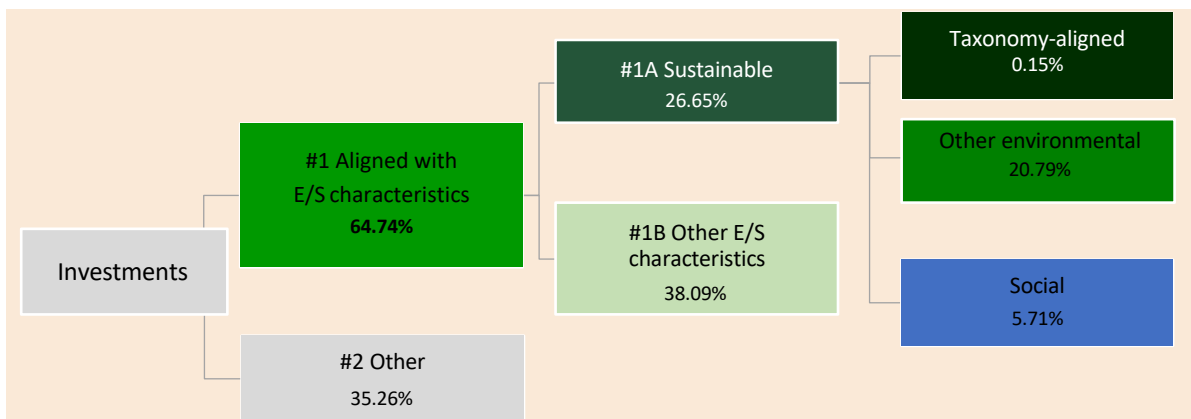 Investments
#1 Aligned with
E/S characteristics
64.74%
#2 Other
35.26%
#1A Sustainable
26.65%
#1B Other E/S
characteristics
38.09%
Taxonomy-aligned
0.15%
Other environmental
20.79%
Social
5.71%